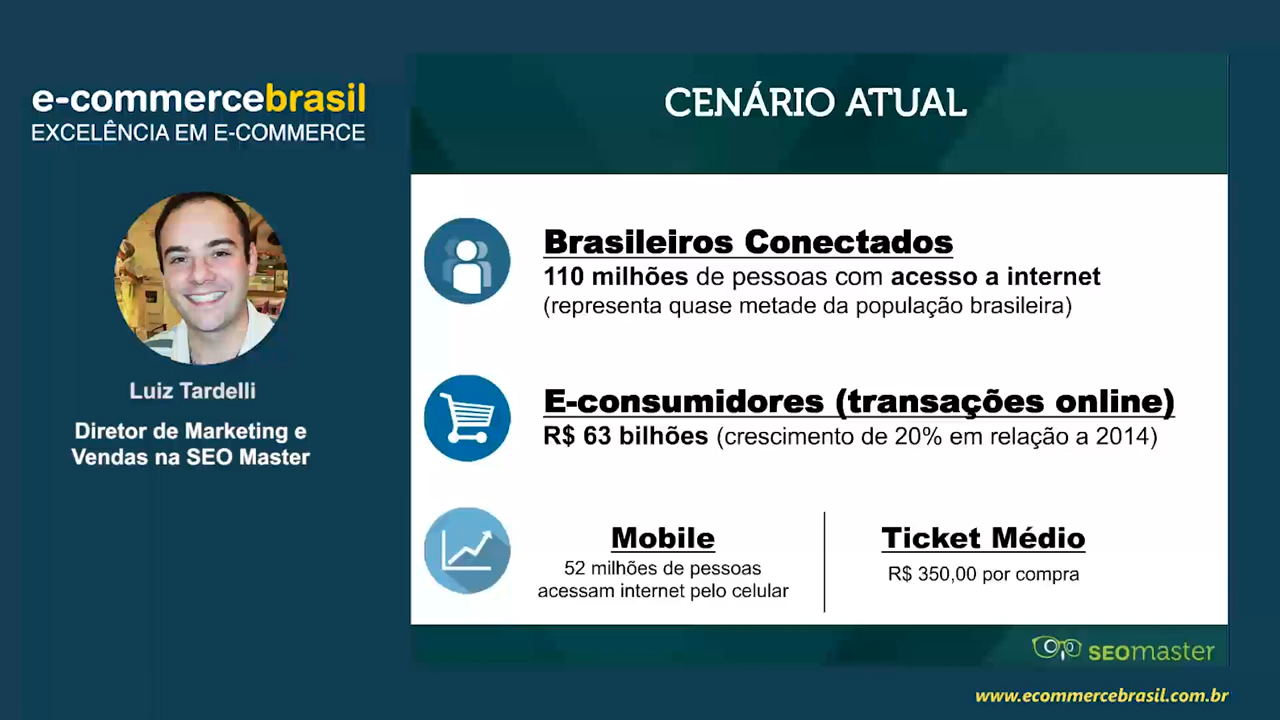 e-commercebrasil
EXCELÊNCIA EM E-COMMERCE
Luiz Tardelli
Diretor de Marketing e
Vendas na SEO Master
CENÁRIO ATUAL
Brasileiros Conectados
110 milhões de pessoas com acesso a internet
(representa quase metade da população brasileira)
E-consumidores (transações online)
R$ 63 bilhões (crescimento de 20% em relação a 2014)
Mobile
52 milhões de pessoas
acessam internet pelo celular
Ticket Médio
R$ 350,00 por compra
SEOmaster
www.ecommercebrasil.com.br